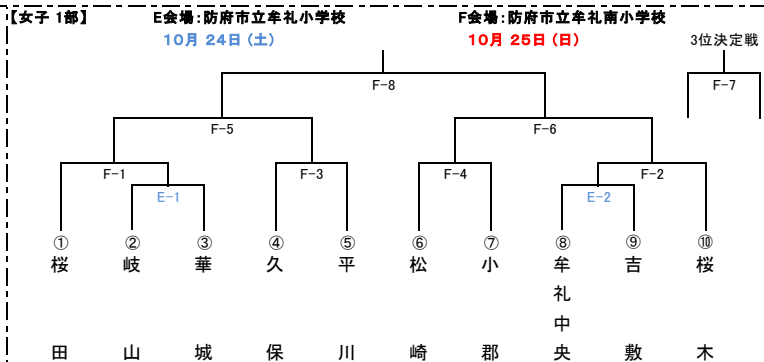 【女子 1部】 E会場:防府市立牟礼小学校 F会場:防府市立牟礼南小学校
10月 24日 (土) 10月 25日 (日) 3位決定戦
F-8 F-7
F-5 F-6
F-1 F-3 F-4 F-2
E-1 E-2
① ② ③ ④ ⑤ ⑥ ⑦ ⑧ ⑨ ⑩
桜田 岐山 華城 久保 平川 松崎 小郡 牟礼中央 吉敷 桜木